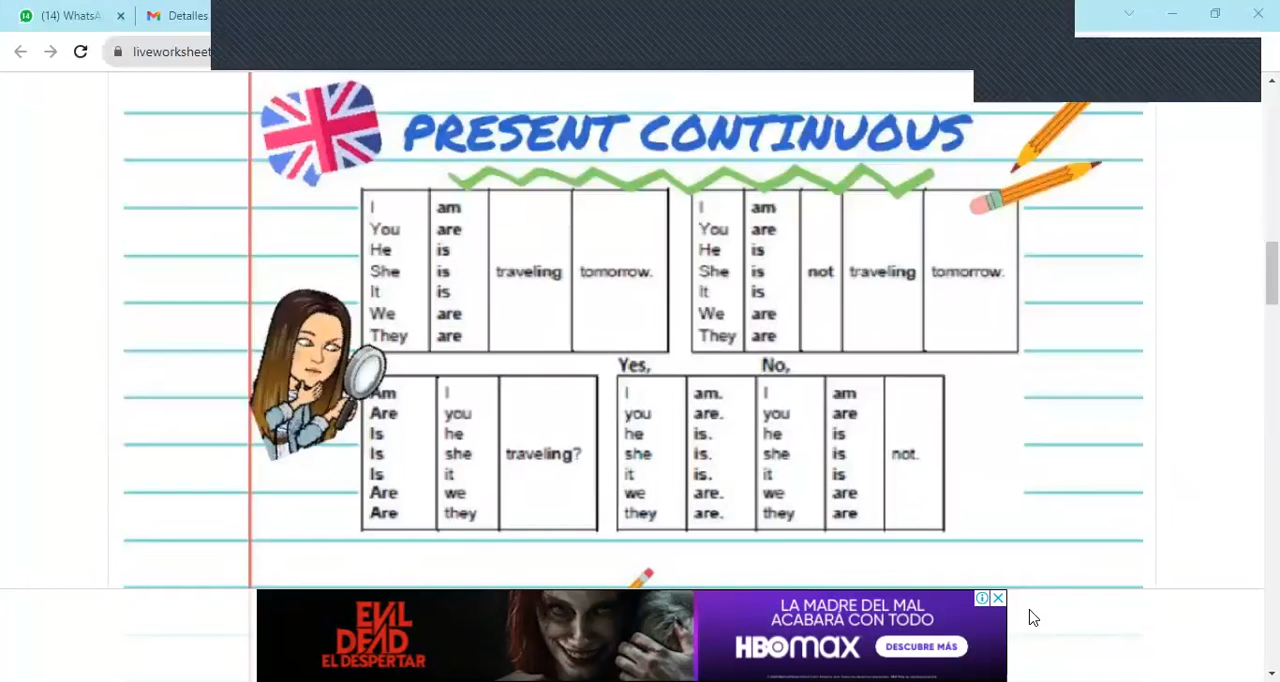 (14) WhatsA
Detalles
liveworksheet
PRESENT CONTINUOUS
I am
You are
He is
She is traveling tomorrow.
It is
We are
They are
I am
You are
He is
She is not traveling tomorrow.
It is
We are
They are
Am I
Are you
Is he
Is she traveling?
Is it
Are we
Are they
Yes, No,
I am. I am
you are. you are
he is. he is
she is. she is not.
it is. it is
we are. we are
they are. they are
EVIL
DEAD
EL DESPERTAR
LA MADRE DEL MAL
ACABARÁ CON TODO
HBOmax
DESCUBRE MÁS